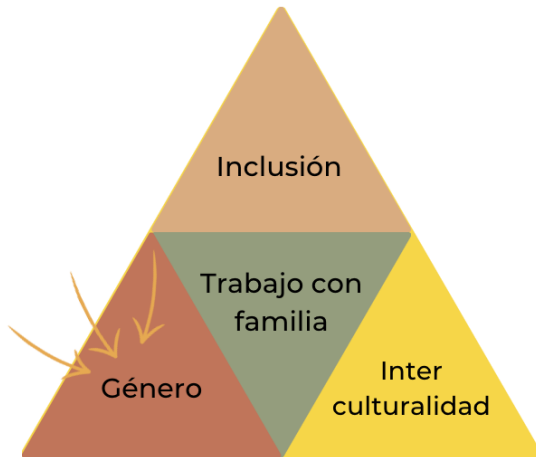 Inclusión
Trabajo con
familia
Género
Inter
culturalidad